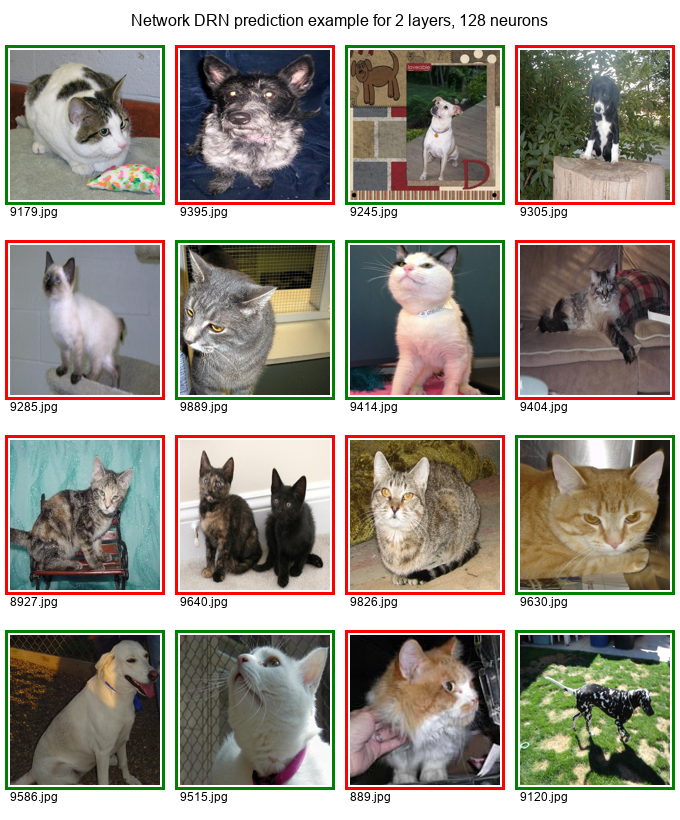 Network DRN prediction example for 2 layers, 128 neurons
loveable
D
9179.jpg
9395.jpg
9245.jpg
9305.jpg
9285.jpg
9889.jpg
9414.jpg
9404.jpg
8927.jpg
9640.jpg
9826.jpg
9630.jpg
9586.jpg
9515.jpg
889.jpg
9120.jpg